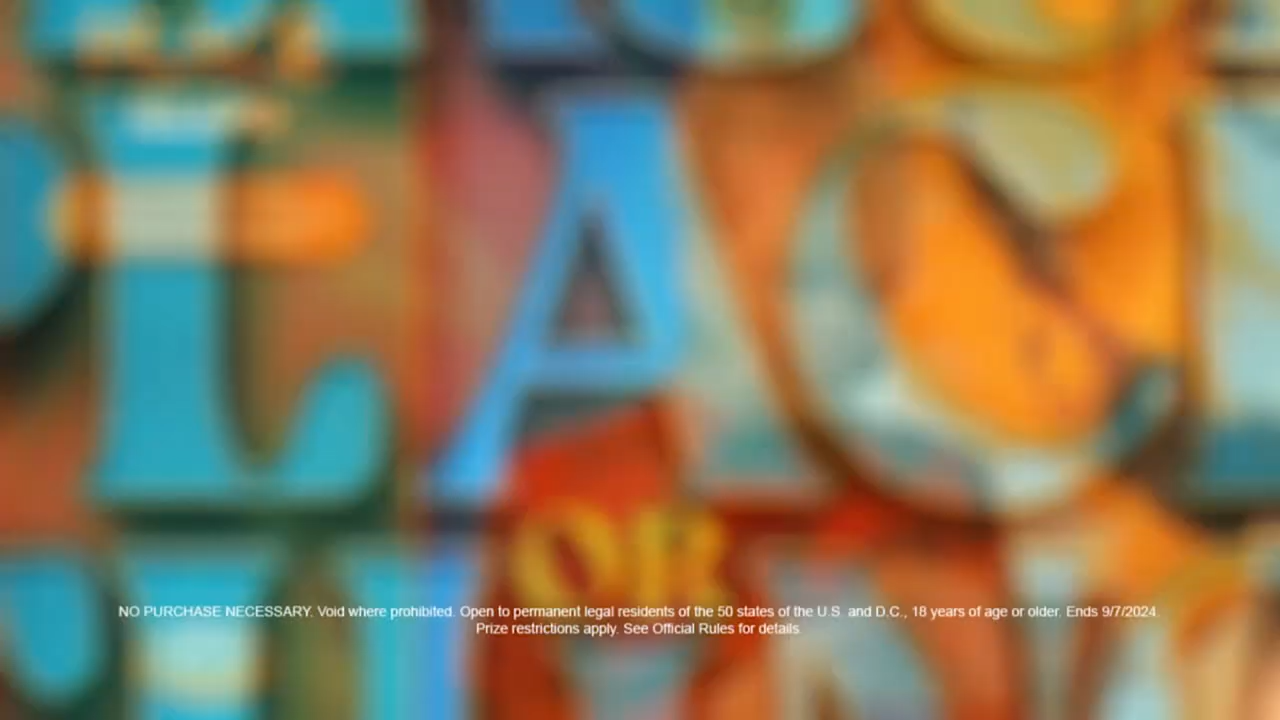 L A C
OR
NO PURCHASE NECESSARY. Void where prohibited. Open to permanent legal residents of the 50 states of the U.S. and D.C., 18 years of age or older. Ends 9/7/2024.
Prize restrictions apply. See Official Rules for details.